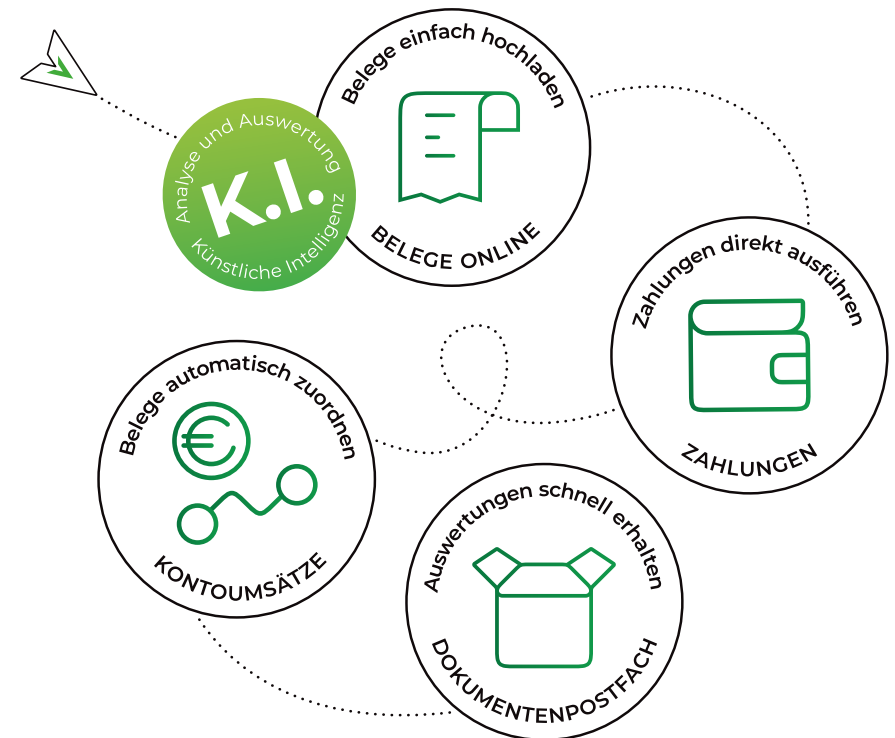 Analyse und Auswertung
K.I.
Künstliche Intelligenz
Belege einfach hochladen
BELEGE ONLINE
Zahlungen direkt ausführen
ZAHLUNGEN
Belege automatisch zuordnen
€
KONTOUMSÄTZE
Auswertungen schnell erhalten
DOKUMENTENPOSTFACH